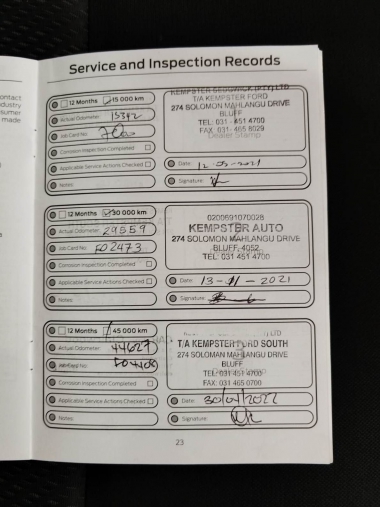 ontact
dustry
sumer
made
Service and Inspection Records
12 Months 15 000 km
Actual Odometer: 15342
Job Card No:
Corrosion Inspection Completed
Applicable Service Actions Checked
Notes:
KEMPSTER SEDGWICK (PTY) LTD
T/A KEMPSTER FORD
274 SOLOMON MAHLANGU DRIVE
BLUFF
TEL: 031 - 451 4700
FAX: 031- 465 8029
Dealer Stamp
Date: 12-05-2021
Signature:
12 Months 30 000 km
Actual Odometer: 29559
Job Card No: F02473
Corrosion Inspection Completed
Applicable Service Actions Checked
Notes:
0200691070028
KEMPSTER AUTO
274 SOLOMON MAHLANGU DRIVE
BLUFF, 4052
TEL: 031 451 4700
Date: 13-11-2021
Signature:
12 Months 45 000 km
Actual Odometer: 44627
Job Card No: F04408
Corrosion Inspection Completed
Applicable Service Actions Checked
Notes:
LTD
T/A KEMPSTER FORD SOUTH
274 SOLOMAN MAHLANGU DRIVE
BLUFF
TEL: 031 451 4700
FAX: 031 465 0700
Date: 30/04/2022
Signature:
23